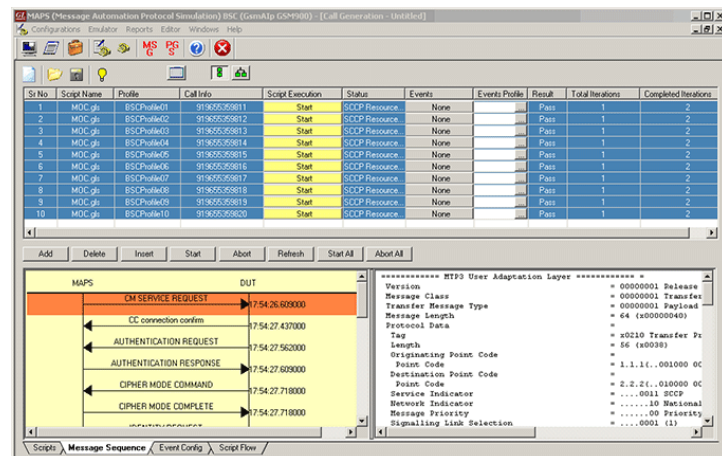 MAPS (Message Automation Protocol Simulation) BSC (GsmAIp GSM900) - [Call Generation - Untitled]
Configurations Emulator Reports Editor Windows Help
MS G PG S
Sr No Script Name Profile Call Info Script Execution Status Events Events Profile Result Total Iterations Completed Iterations
1 MOC.gls BSCProfile01 919655359811 Start SCCP Resource... None ... Pass 1 2
2 MOC.gls BSCProfile02 919655359812 Start SCCP Resource... None ... Pass 1 2
3 MOC.gls BSCProfile03 919655359813 Start SCCP Resource... None ... Pass 1 2
4 MOC.gls BSCProfile04 919655359814 Start SCCP Resource... None ... Pass 1 2
5 MOC.gls BSCProfile05 919655359815 Start SCCP Resource... None ... Pass 1 2
6 MOC.gls BSCProfile06 919655359816 Start SCCP Resource... None ... Pass 1 2
7 MOC.gls BSCProfile07 919655359817 Start SCCP Resource... None ... Pass 1 2
8 MOC.gls BSCProfile08 919655359818 Start SCCP Resource... None ... Pass 1 2
9 MOC.gls BSCProfile09 919655359819 Start SCCP Resource... None ... Pass 1 2
10 MOC.gls BSCProfile10 919655359820 Start SCCP Resource... None ... Pass 1 2
Add Delete Insert Start Abort Refresh Start All Abort All
MAPS DUT
CM SERVICE REQUEST 17:54:26.609000
CC connection confirm 17:54:27.437000
AUTHENTICATION REQUEST 17:54:27.562000
AUTHENTICATION RESPONSE 17:54:27.609000
CIPHER MODE COMMAND 17:54:27.718000
CIPHER MODE COMPLETE 17:54:27.718000
IDENTITY REQUEST
============ MTP3 User Adaptation Layer ============ =
Version = 00000001 Release
Message Class = 00000001 Transfer
Transfer Message Type = 00000001 Payload
Message Length = 64 (x00000040)
Protocol Data =
Tag = x0210 Transfer Pr
Length = 56 (x0038)
Originating Point Code =
Point Code = 1.1.1(..001000 00
Destination Point Code =
Point Code = 2.2.2(..010000 00
Service Indicator = ....0011 SCCP
Network Indicator = ......10 National
Message Priority = ......00 Priority
Signalling Link Selection = ....0001 (1)
Scripts Message Sequence Event Config Script Flow